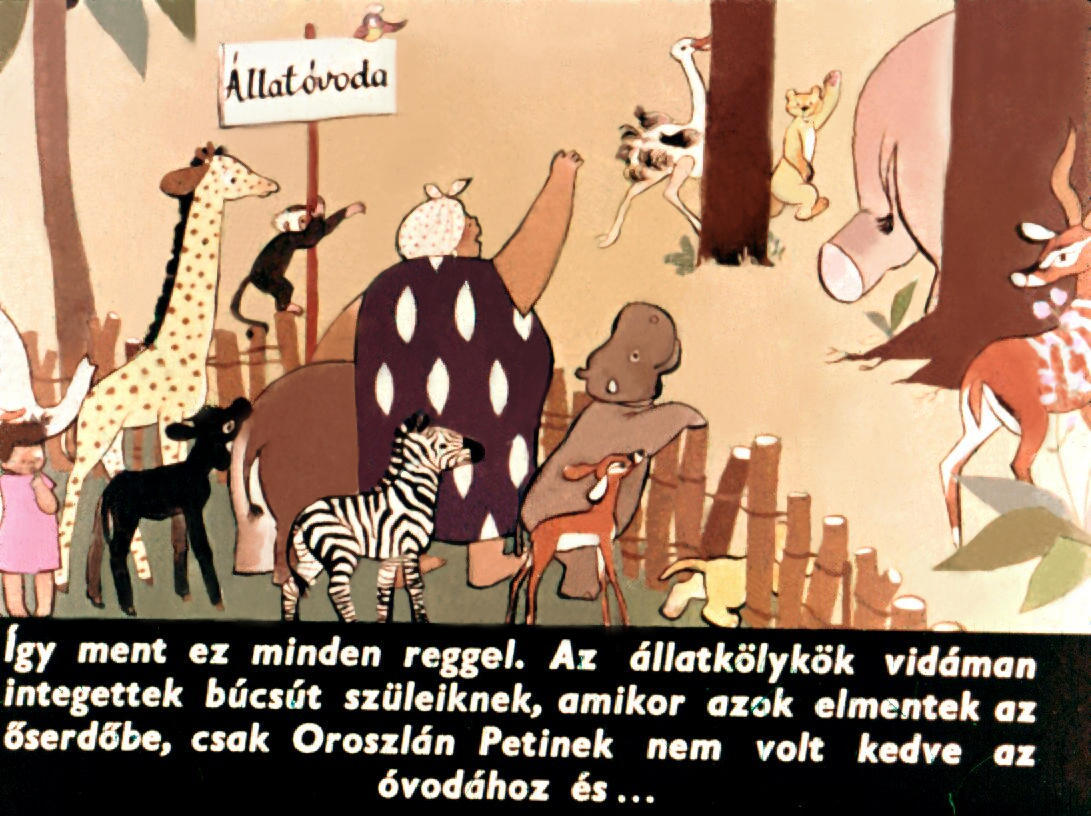 Állatóvoda
Így ment ez minden reggel. Az állatkölykök vidáman
integettek búcsút szüleiknek, amikor azok elmentek az
őserdőbe, csak Oroszlán Petinek nem volt kedve az
óvodához és...